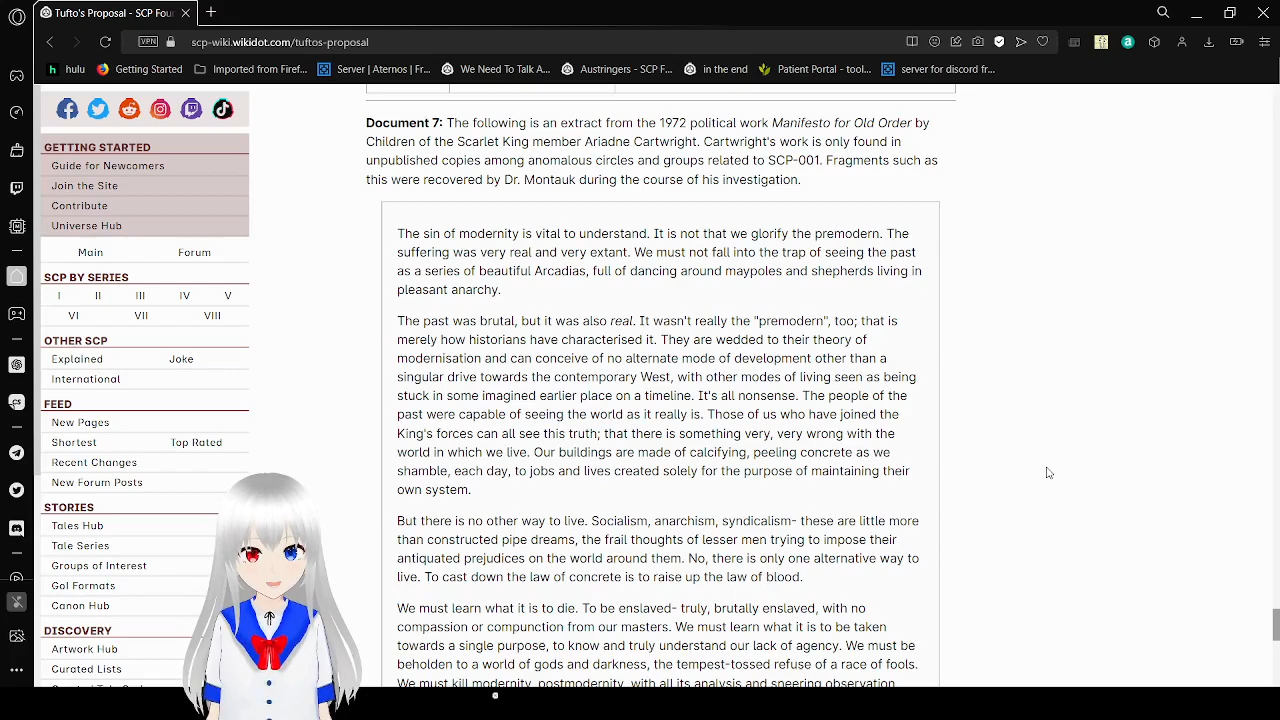 Tufto's Proposal - SCP Four
scp-wiki.wikidot.com/tuftos-proposal
VPN
hulu
Getting Started
Imported from Firef...
Server | Aternos | Fr...
We Need To Talk A...
Austringers - SCP F...
in the end
Patient Portal - tool...
server for discord fr...
GETTING STARTED
Guide for Newcomers
Join the Site
Contribute
Universe Hub
Main Forum
SCP BY SERIES
I II III IV V
VI VII VIII
OTHER SCP
Explained Joke
International
FEED
New Pages
Shortest Top Rated
Recent Changes
New Forum Posts
STORIES
Tales Hub
Tale Series
Groups of Interest
GoI Formats
Canon Hub
DISCOVERY
Artwork Hub
Curated Lists
Document 7: The following is an extract from the 1972 political work Manifesto for Old Order by
Children of the Scarlet King member Ariadne Cartwright. Cartwright's work is only found in
unpublished copies among anomalous circles and groups related to SCP-001. Fragments such as
this were recovered by Dr. Montauk during the course of his investigation.
The sin of modernity is vital to understand. It is not that we glorify the premodern. The
suffering was very real and very extant. We must not fall into the trap of seeing the past
as a series of beautiful Arcadias, full of dancing around maypoles and shepherds living in
pleasant anarchy.
The past was brutal, but it was also real. It wasn't really the "premodern", too; that is
merely how historians have characterised it. They are wedded to their theory of
modernisation and can conceive of no alternate mode of development other than a
singular drive towards the contemporary West, with other modes of living seen as being
stuck in some imagined earlier place on a timeline. It's all nonsense. The people of the
past were capable of seeing the world as it really is. Those of us who have joined the
King's forces can all see this truth; that there is something very, very wrong with the
world in which we live. Our buildings are made of calcifying, peeling concrete as we
shamble, each day, to jobs and lives created solely for the purpose of maintaining their
own system.
But there is no other way to live. Socialism, anarchism, syndicalism- these are little more
than constructed pipe dreams, the frail thoughts of lesser men trying to impose their
antiquated prejudices on the world around them. No, there is only one alternative way to
live. To cast down the law of concrete is to raise up the law of blood.
We must learn what it is to die. To be enslaved- truly, brutally enslaved, with no
compassion or compunction from our masters. We must learn what it is to be taken
towards a single purpose, to know and truly understand our lack of agency. We must be
beholden to a world of gods and darkness, the tempest-tossed refuse of a race of fools.
We must kill modernity, postmodernity, with all its analysis and sneering observation